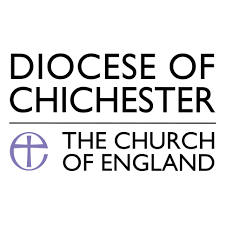 DIOCESE OF
CHICHESTER
THE CHURCH
OF ENGLAND